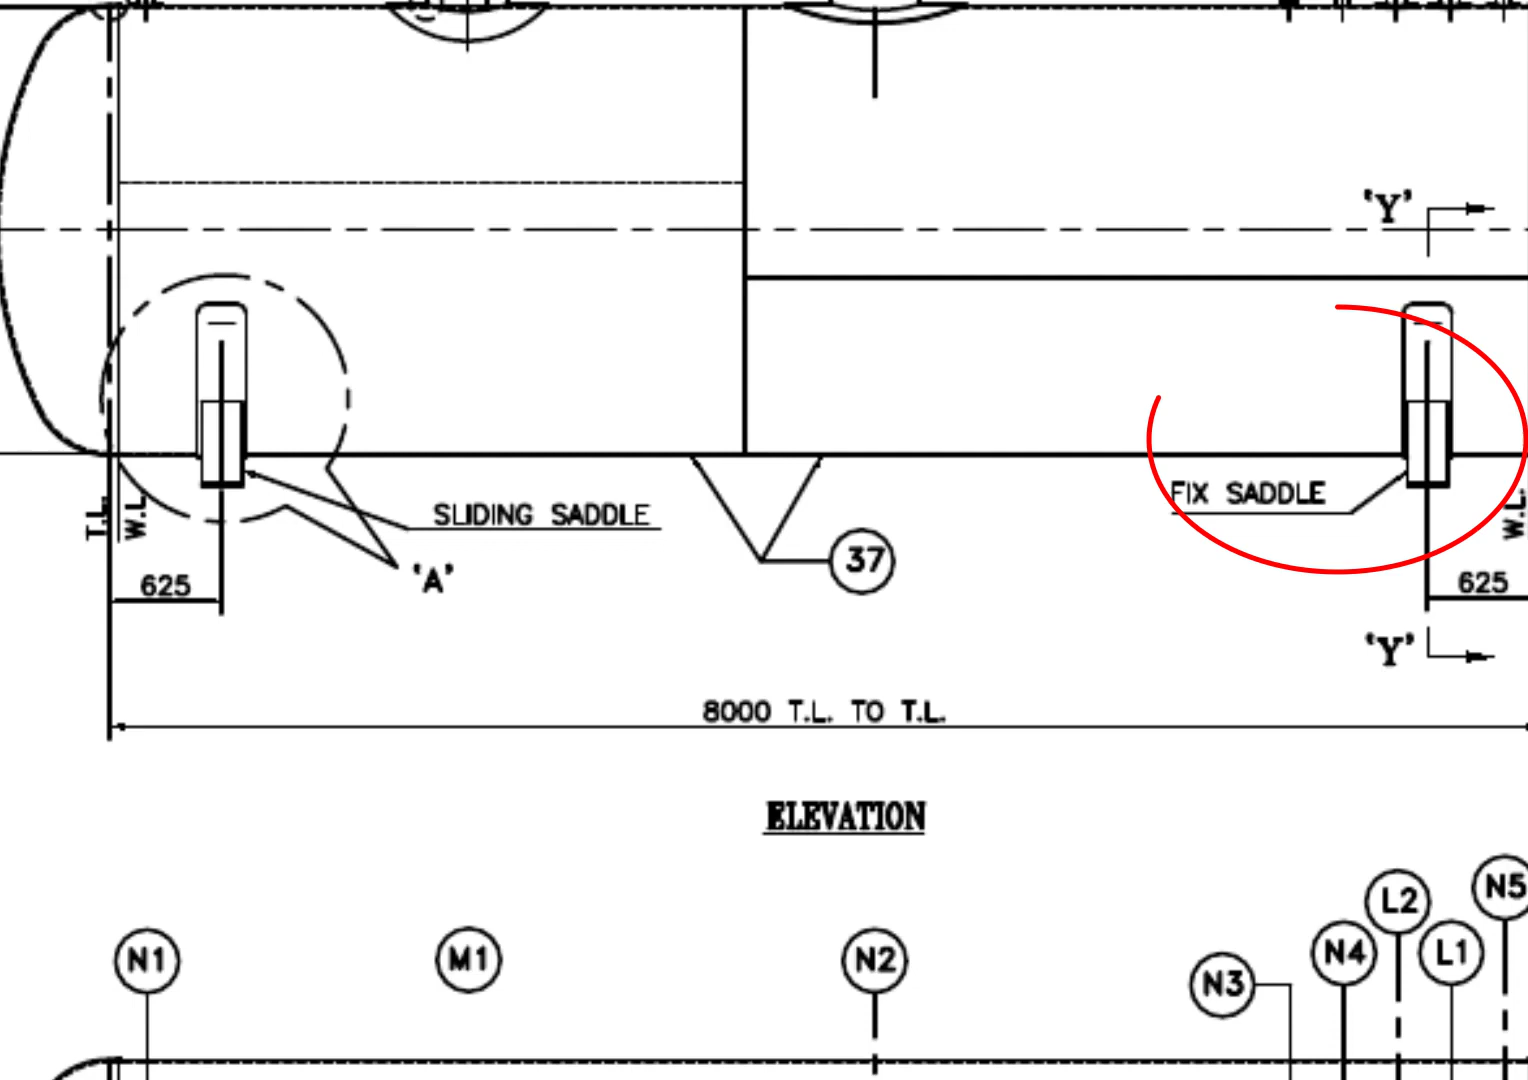 'Y'
FIX SADDLE
SLIDING SADDLE
T.L.
W.L.
W.L.
37
'A'
625
625
'Y'
8000 T.L. TO T.L.
ELEVATION
N5
L2
N1
M1
N2
N4
L1
N3